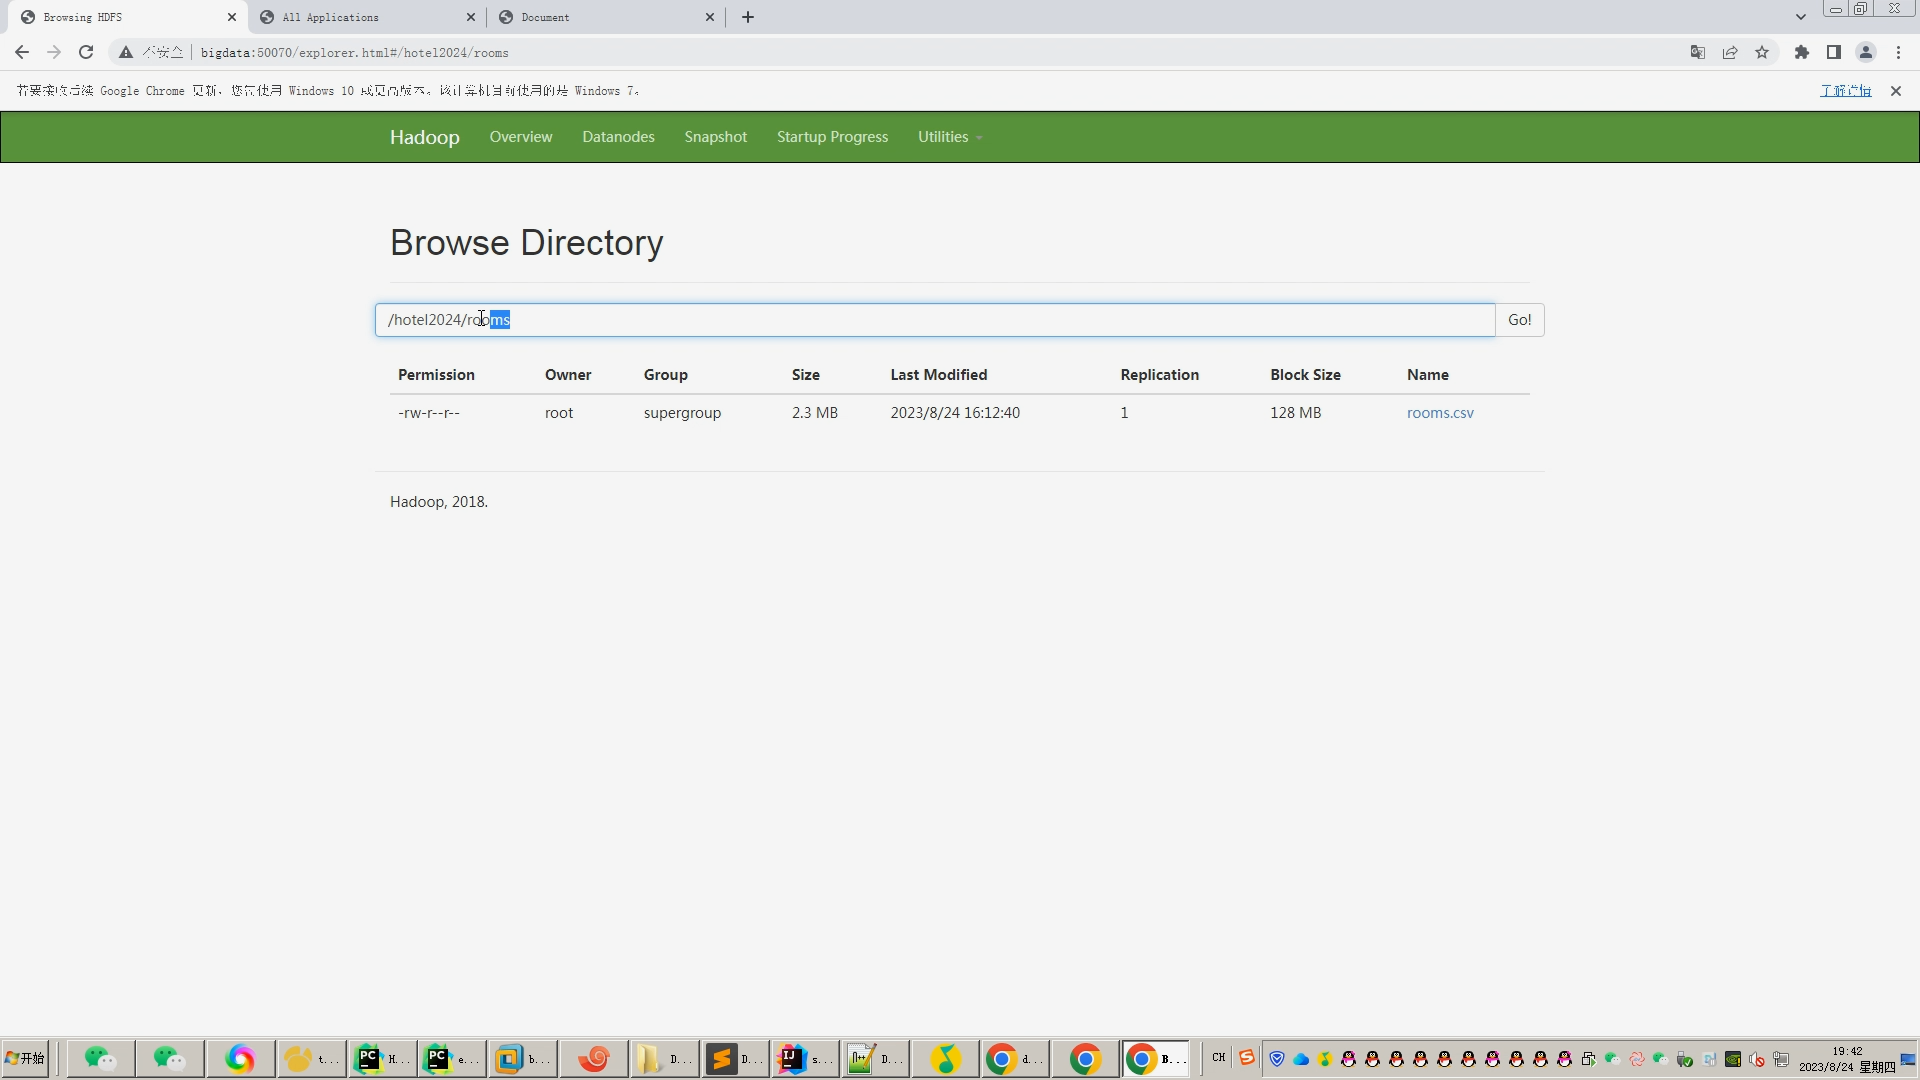 Browsing HDFS
All Applications
Document
不安全
bigdata:50070/explorer.html#/hotel2024/rooms
若要接收后续 Google Chrome 更新，您需使用 Windows 10 或更高版本。该计算机目前使用的是 Windows 7。
了解详情
Hadoop Overview Datanodes Snapshot Startup Progress Utilities
Browse Directory
/hotel2024/rooms
Go!
Permission Owner Group Size Last Modified Replication Block Size Name
-rw-r--r-- root supergroup 2.3 MB 2023/8/24 16:12:40 1 128 MB rooms.csv
Hadoop, 2018.
开始 t... H... e... b... D... D... s... D... d... B... CH
19:42
2023/8/24 星期四